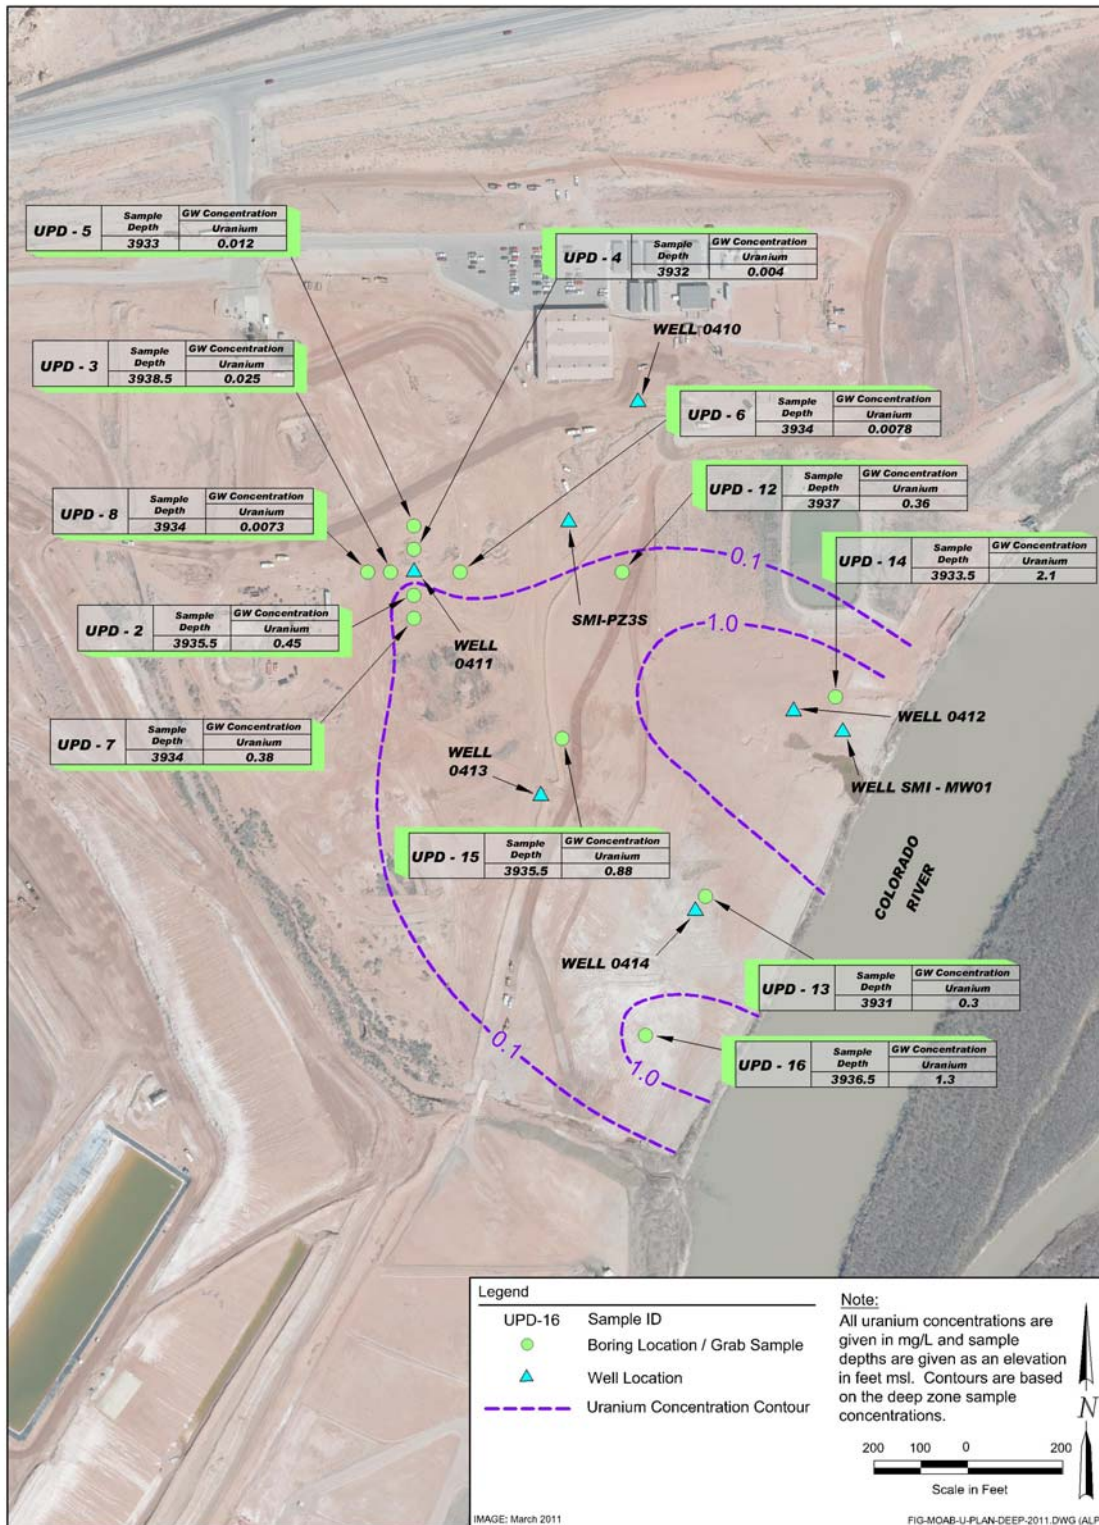 UPD - 5
Sample Depth
GW Concentration
Uranium
3933
0.012
UPD - 4
Sample Depth
GW Concentration
Uranium
3932
0.004
WELL 0410
UPD - 3
Sample Depth
GW Concentration
Uranium
3938.5
0.025
UPD - 6
Sample Depth
GW Concentration
Uranium
3934
0.0078
UPD - 12
Sample Depth
GW Concentration
Uranium
3937
0.36
UPD - 8
Sample Depth
GW Concentration
Uranium
3934
0.0073
UPD - 14
Sample Depth
GW Concentration
Uranium
3933.5
2.1
0.1
UPD - 2
Sample Depth
GW Concentration
Uranium
3935.5
0.45
SMI-PZ3S
1.0
WELL
0411
WELL 0412
UPD - 7
Sample Depth
GW Concentration
Uranium
3934
0.38
WELL
0413
WELL SMI - MW01
UPD - 15
Sample Depth
GW Concentration
Uranium
3935.5
0.88
COLORADO
RIVER
WELL 0414
UPD - 13
Sample Depth
GW Concentration
Uranium
3931
0.3
0.1
1.0
UPD - 16
Sample Depth
GW Concentration
Uranium
3936.5
1.3
Legend
UPD-16 Sample ID
Boring Location / Grab Sample
Well Location
Uranium Concentration Contour
Note:
All uranium concentrations are
given in mg/L and sample
depths are given as an elevation
in feet msl. Contours are based
on the deep zone sample
concentrations.
N
200 100 0 200
Scale in Feet
IMAGE: March 2011
FIG-MOAB-U-PLAN-DEEP-2011.DWG (ALP